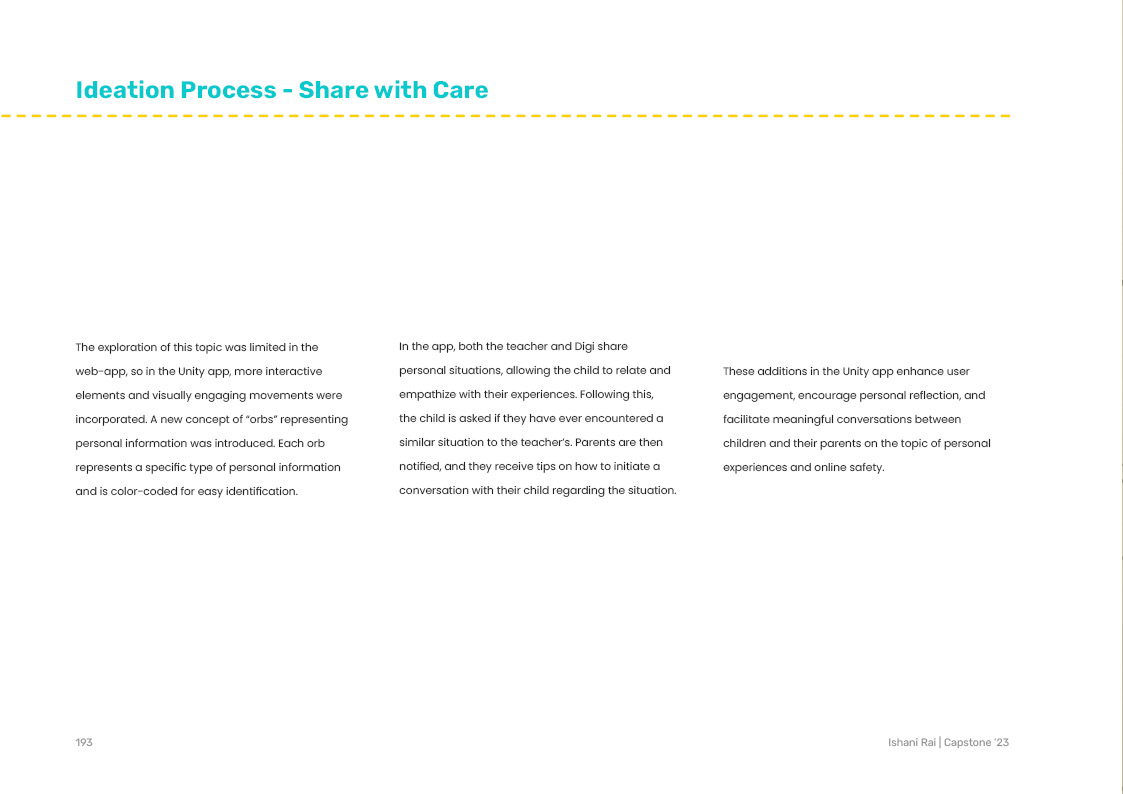 Ideation Process - Share with Care
The exploration of this topic was limited in the
web-app, so in the Unity app, more interactive
elements and visually engaging movements were
incorporated. A new concept of “orbs” representing
personal information was introduced. Each orb
represents a specific type of personal information
and is color-coded for easy identification.
In the app, both the teacher and Digi share
personal situations, allowing the child to relate and
empathize with their experiences. Following this,
the child is asked if they have ever encountered a
similar situation to the teacher’s. Parents are then
notified, and they receive tips on how to initiate a
conversation with their child regarding the situation.
These additions in the Unity app enhance user
engagement, encourage personal reflection, and
facilitate meaningful conversations between
children and their parents on the topic of personal
experiences and online safety.
193
Ishani Rai | Capstone ’23